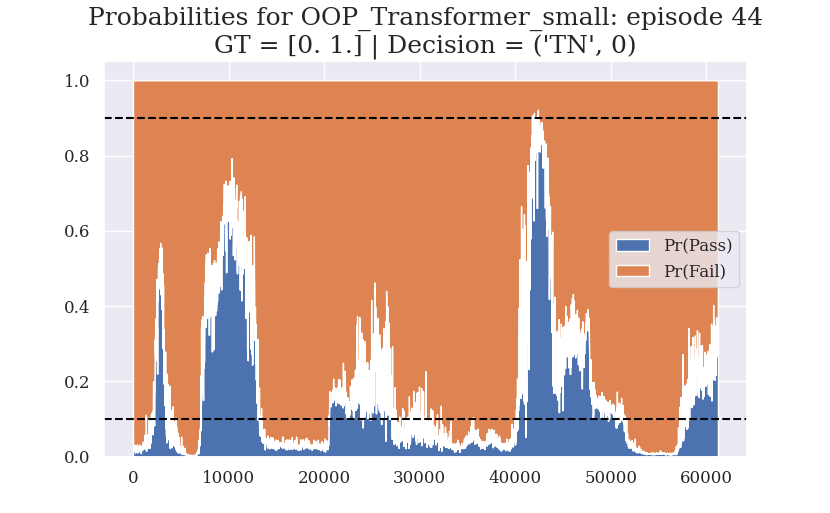 Probabilities for OOP_Transformer_small: episode 44
GT = [0. 1.] | Decision = ('TN', 0)
1.0
0.8
0.6
0.4
0.2
0.0
Pr(Pass)
Pr(Fail)
0 10000 20000 30000 40000 50000 60000